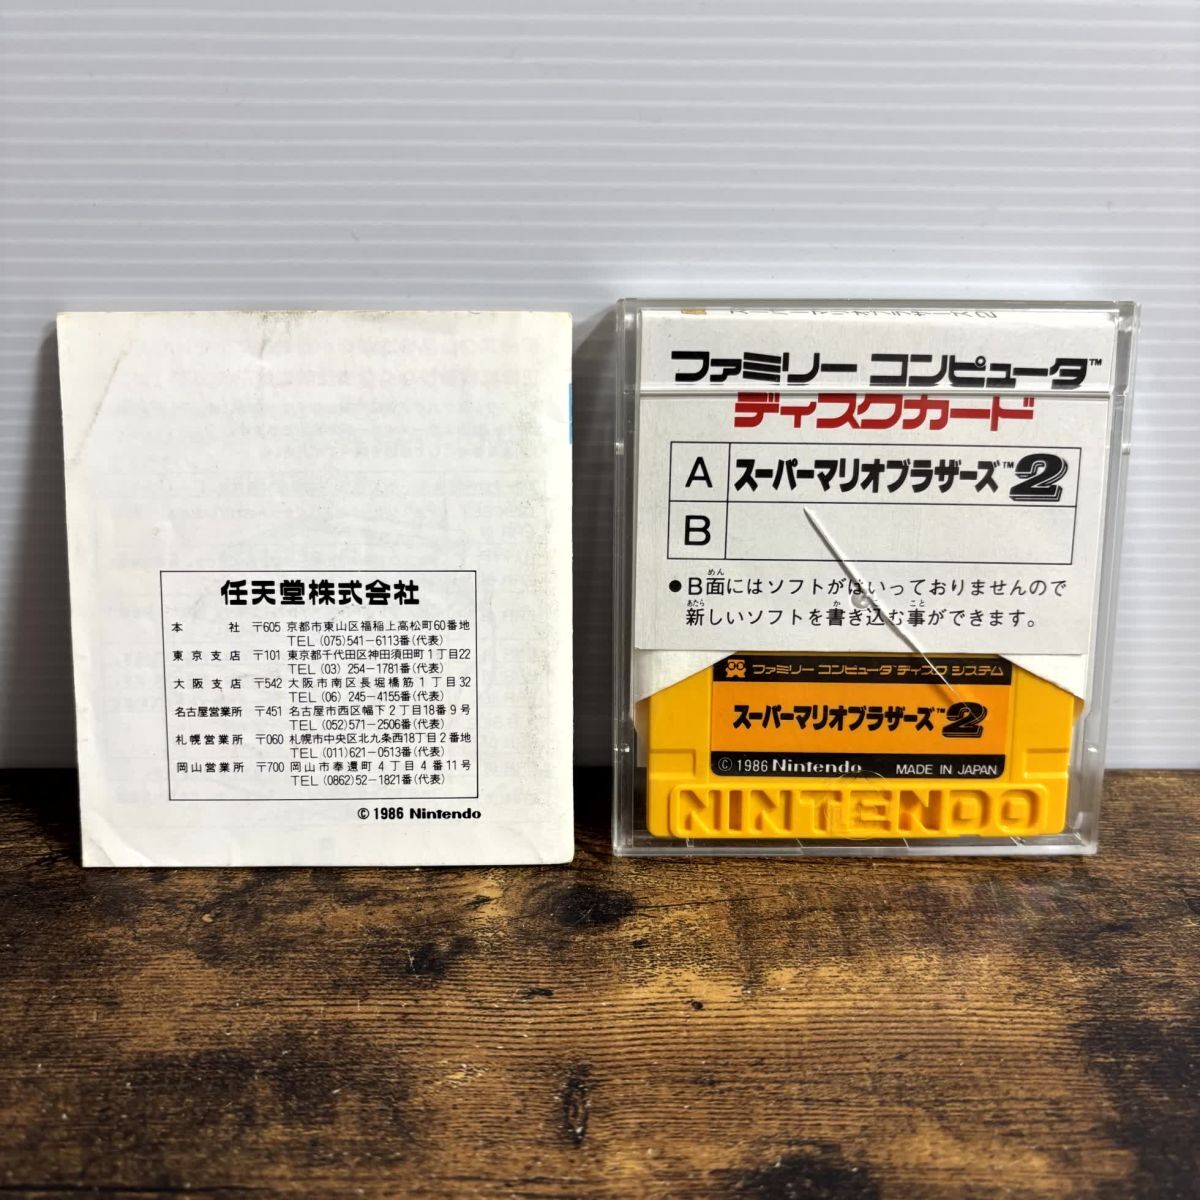 任天堂株式会社
本社 〒605 京都市東山区福稲上高松町60番地
TEL (075)541-6113番(代表)
東京支店 〒101 東京都千代田区神田須田町1丁目22
TEL (03) 254-1781番(代表)
大阪支店 〒542 大阪市南区長堀橋筋1丁目32
TEL (06) 245-4155番(代表)
名古屋営業所 〒451 名古屋市西区幅下2丁目18番9号
TEL (052)571-2506番(代表)
札幌営業所 〒060 札幌市中央区北九条西18丁目2番地
TEL (011)621-0513番(代表)
岡山営業所 〒700 岡山市奉還町4丁目4番11号
TEL (0862)52-1821番(代表)
© 1986 Nintendo
ファミリー コンピュータ™
ディスクカード
A スーパーマリオブラザーズ™2
B
●B面にはソフトがはいっておりませんので
新しいソフトを書き込む事ができます。
ファミリー コンピュータ ディスク システム
スーパーマリオブラザーズ™2
© 1986 Nintendo MADE IN JAPAN
NINTENDO